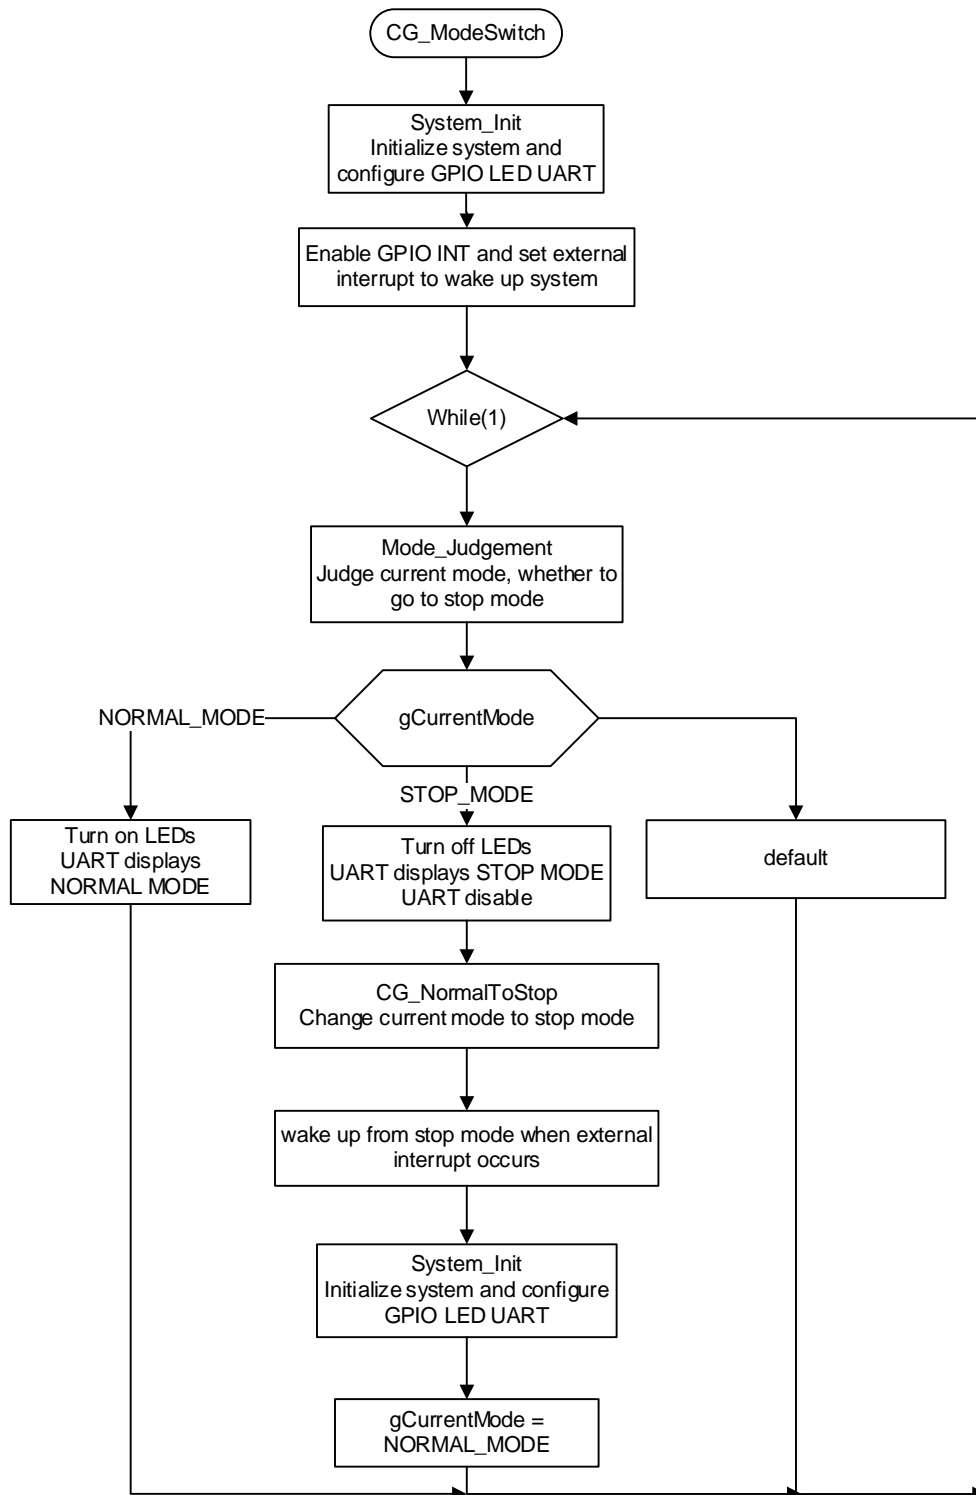 CG_ModeSwitch
System_Init
Initialize system and
configure GPIO LED UART
Enable GPIO INT and set external
interrupt to wake up system
While(1)
Mode_Judgement
Judge current mode, whether to
go to stop mode
gCurrentMode
NORMAL_MODE
STOP_MODE
Turn on LEDs
UART displays
NORMAL MODE
Turn off LEDs
UART displays STOP MODE
UART disable
default
CG_NormalToStop
Change current mode to stop mode
wake up from stop mode when external
interrupt occurs
System_Init
Initialize system and configure
GPIO LED UART
gCurrentMode =
NORMAL_MODE